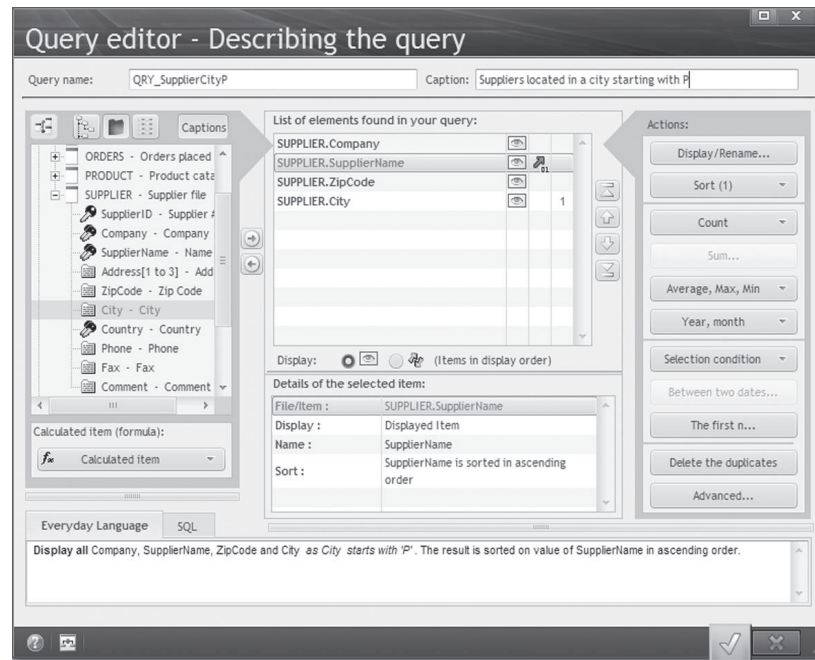 Query editor - Describing the query
Query name: QRY_SupplierCityP Caption: Suppliers located in a city starting with P
Captions
ORDERS - Orders placed
PRODUCT - Product cata
SUPPLIER - Supplier file
SupplierID - Supplier #
Company - Company
SupplierName - Name
Address[1 to 3] - Add
ZipCode - Zip Code
City - City
Country - Country
Phone - Phone
Fax - Fax
Comment - Comment
Calculated item (formula):
fx Calculated item
List of elements found in your query:
SUPPLIER.Company
SUPPLIER.SupplierName 01
SUPPLIER.ZipCode
SUPPLIER.City 1
Display: (Items in display order)
Details of the selected item:
File/Item : SUPPLIER.SupplierName
Display : Displayed Item
Name : SupplierName
Sort : SupplierName is sorted in ascending
order
Actions:
Display/Rename...
Sort (1)
Count
Sum...
Average, Max, Min
Year, month
Selection condition
Between two dates...
The first n...
Delete the duplicates
Advanced...
Everyday Language SQL
Display all Company, SupplierName, ZipCode and City as City starts with 'P' . The result is sorted on value of SupplierName in ascending order.